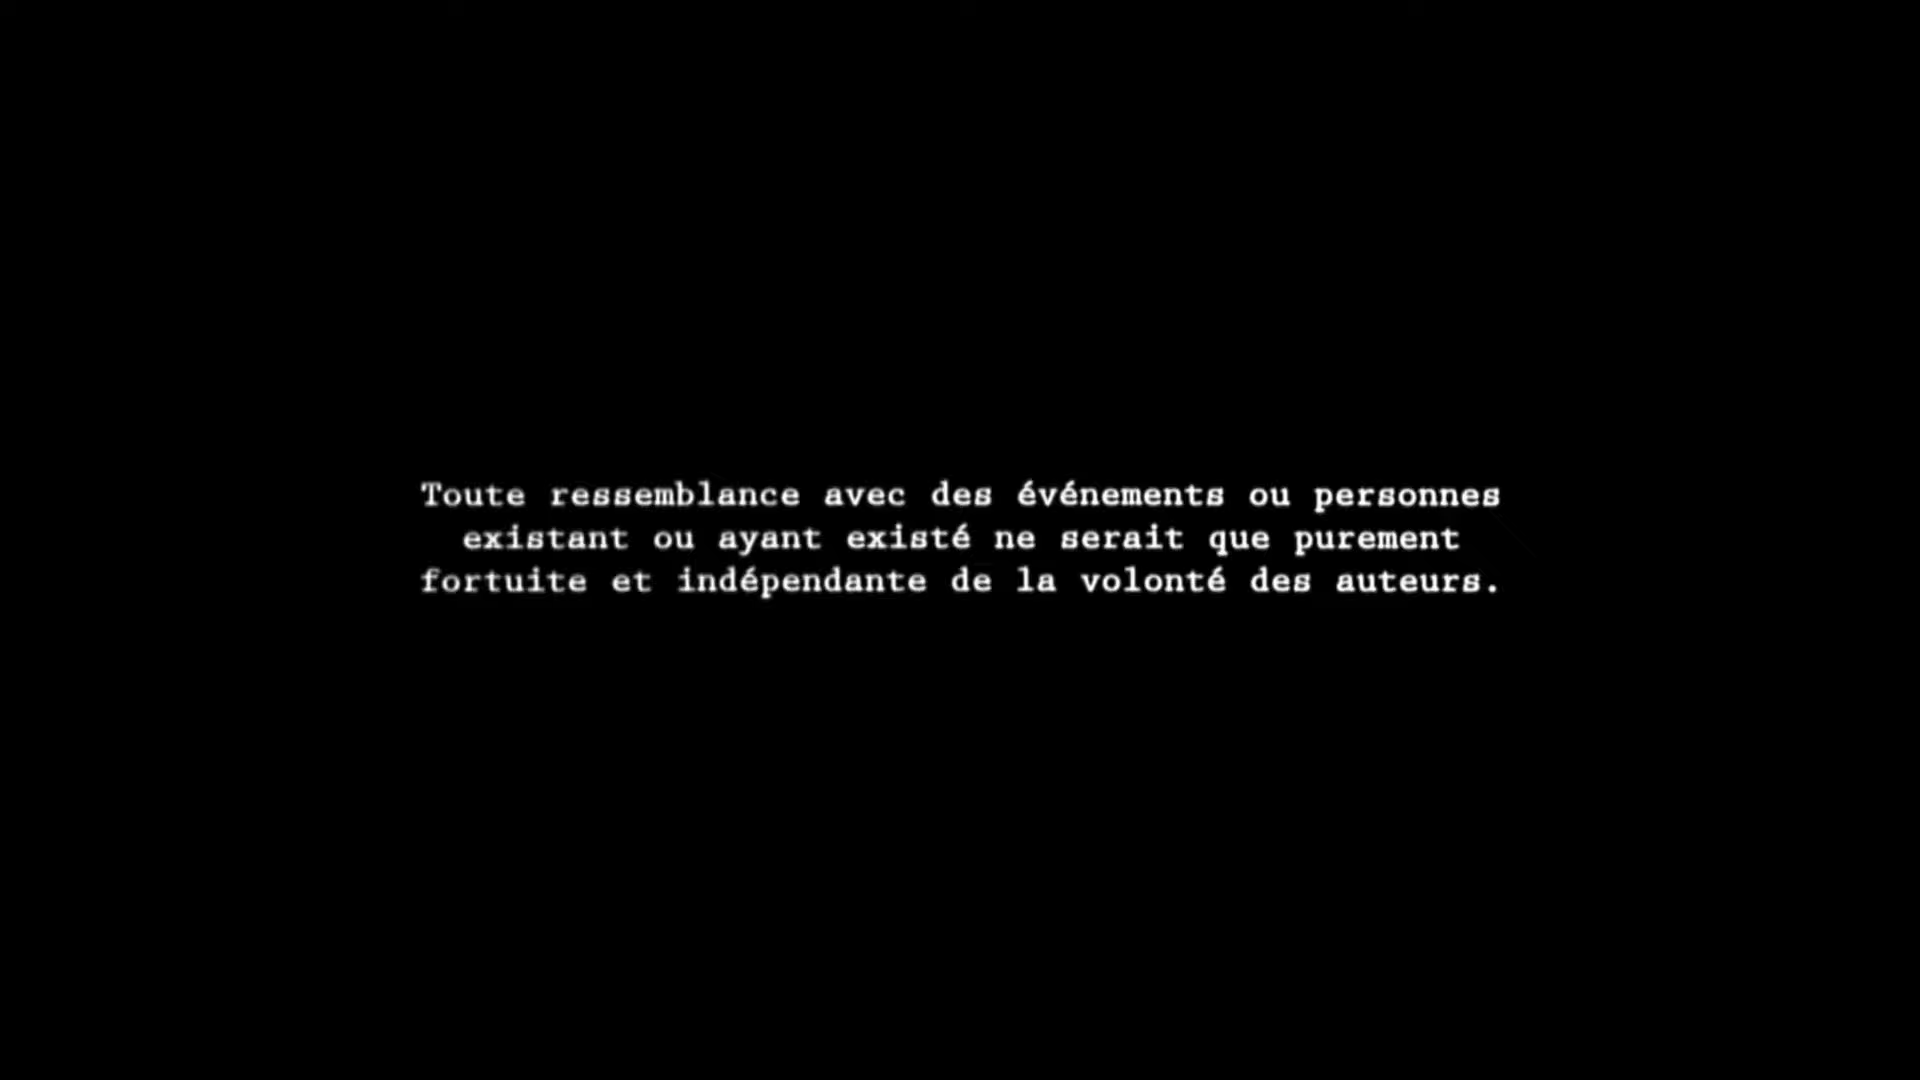 Toute ressemblance avec des événements ou personnes
existant ou ayant existé ne serait que purement
fortuite et indépendante de la volonté des auteurs.